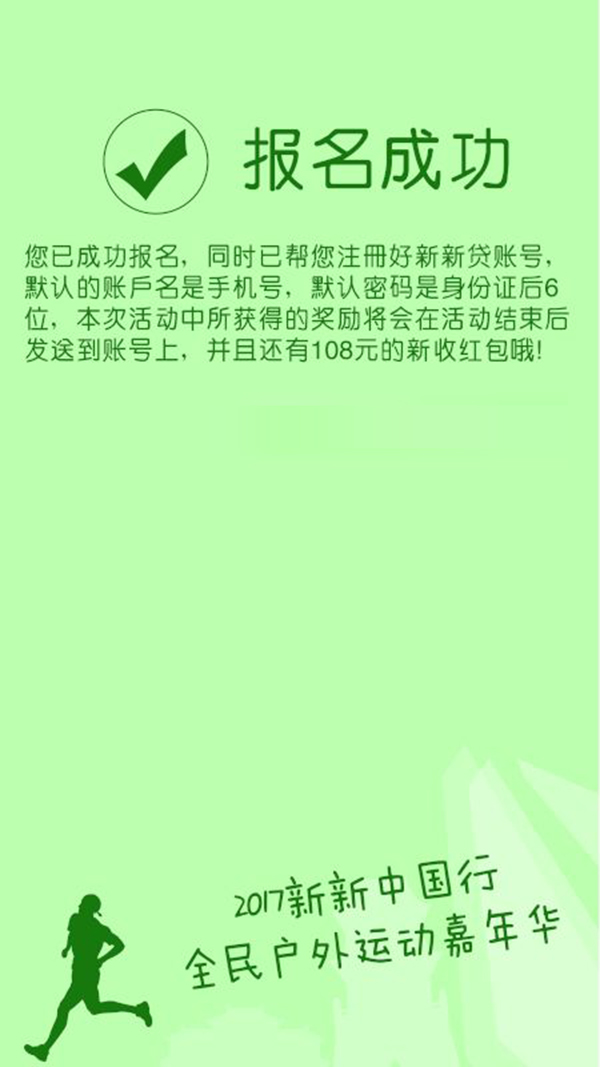 报名成功
您已成功报名，同时已帮您注冊好新新贷账号，
默认的账戶名是手机号，默认密码是身份证后6
位，本次活动中所获得的奖励将会在活动结束后
发送到账号上，并且还有108元的新收红包哦!
2017新新中国行
全民户外运动嘉年华